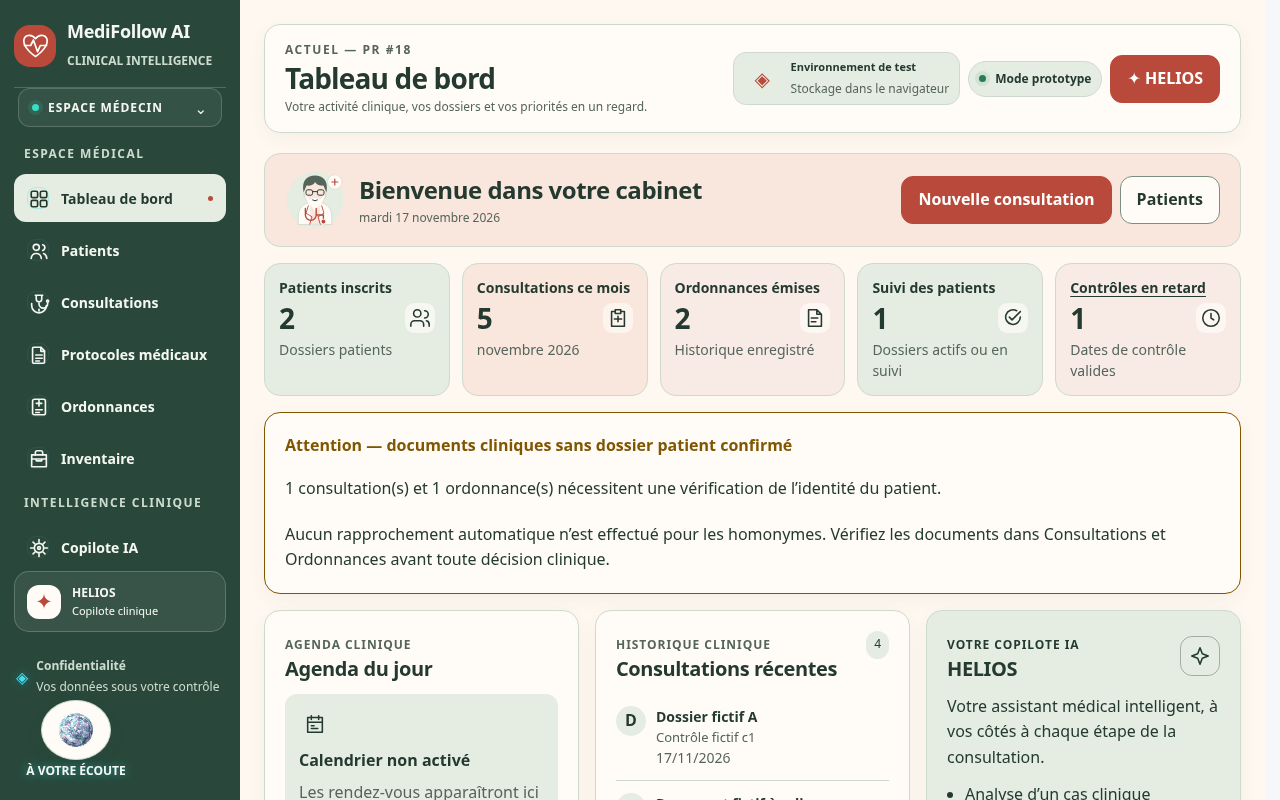 MediFollow AI
CLINICAL INTELLIGENCE
ESPACE MÉDECIN
ESPACE MÉDICAL
Tableau de bord
Patients
Consultations
Protocoles médicaux
Ordonnances
Inventaire
INTELLIGENCE CLINIQUE
Copilote IA
HELIOS
Copilote clinique
Confidentialité
Vos données sous votre contrôle
À VOTRE ÉCOUTE
ACTUEL — PR #18
Tableau de bord
Votre activité clinique, vos dossiers et vos priorités en un regard.
Environnement de test
Stockage dans le navigateur
Mode prototype
✦ HELIOS
Bienvenue dans votre cabinet
mardi 17 novembre 2026
Nouvelle consultation
Patients
Patients inscrits
2
Dossiers patients
Consultations ce mois
5
novembre 2026
Ordonnances émises
2
Historique enregistré
Suivi des patients
1
Dossiers actifs ou en
suivi
Contrôles en retard
1
Dates de contrôle
valides
Attention — documents cliniques sans dossier patient confirmé
1 consultation(s) et 1 ordonnance(s) nécessitent une vérification de l’identité du patient.
Aucun rapprochement automatique n’est effectué pour les homonymes. Vérifiez les documents dans Consultations et
Ordonnances avant toute décision clinique.
AGENDA CLINIQUE
Agenda du jour
Calendrier non activé
Les rendez-vous apparaîtront ici
HISTORIQUE CLINIQUE
4
Consultations récentes
D
Dossier fictif A
Contrôle fictif c1
17/11/2026
VOTRE COPILOTE IA
HELIOS
Votre assistant médical intelligent, à
vos côtés à chaque étape de la
consultation.
• Analyse d’un cas clinique